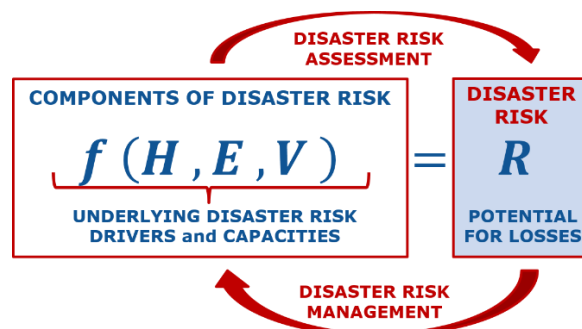 DISASTER RISK
ASSESSMENT
COMPONENTS OF DISASTER RISK
f (H , E , V )
UNDERLYING DISASTER RISK
DRIVERS and CAPACITIES
=
DISASTER
RISK
R
POTENTIAL
FOR LOSSES
DISASTER RISK
MANAGEMENT